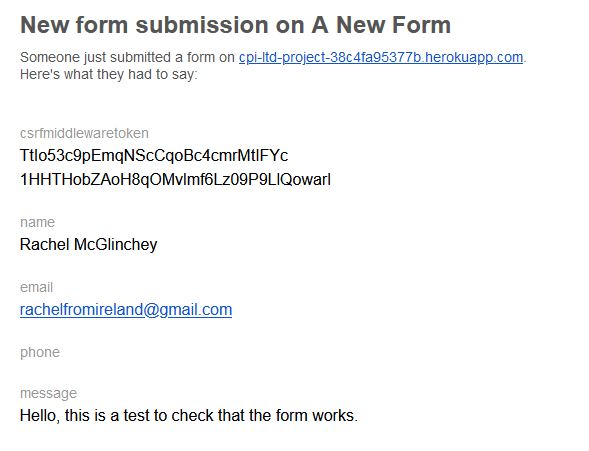 New form submission on A New Form
Someone just submitted a form on cpi-ltd-project-38c4fa95377b.herokuapp.com.
Here's what they had to say:
csrfmiddlewaretoken
TtIo53c9pEmqNScCqoBc4cmrMtIFYc
1HHTHobZAoH8qOMvlmf6Lz09P9LlQowarl
name
Rachel McGlinchey
email
rachelfromireland@gmail.com
phone
message
Hello, this is a test to check that the form works.